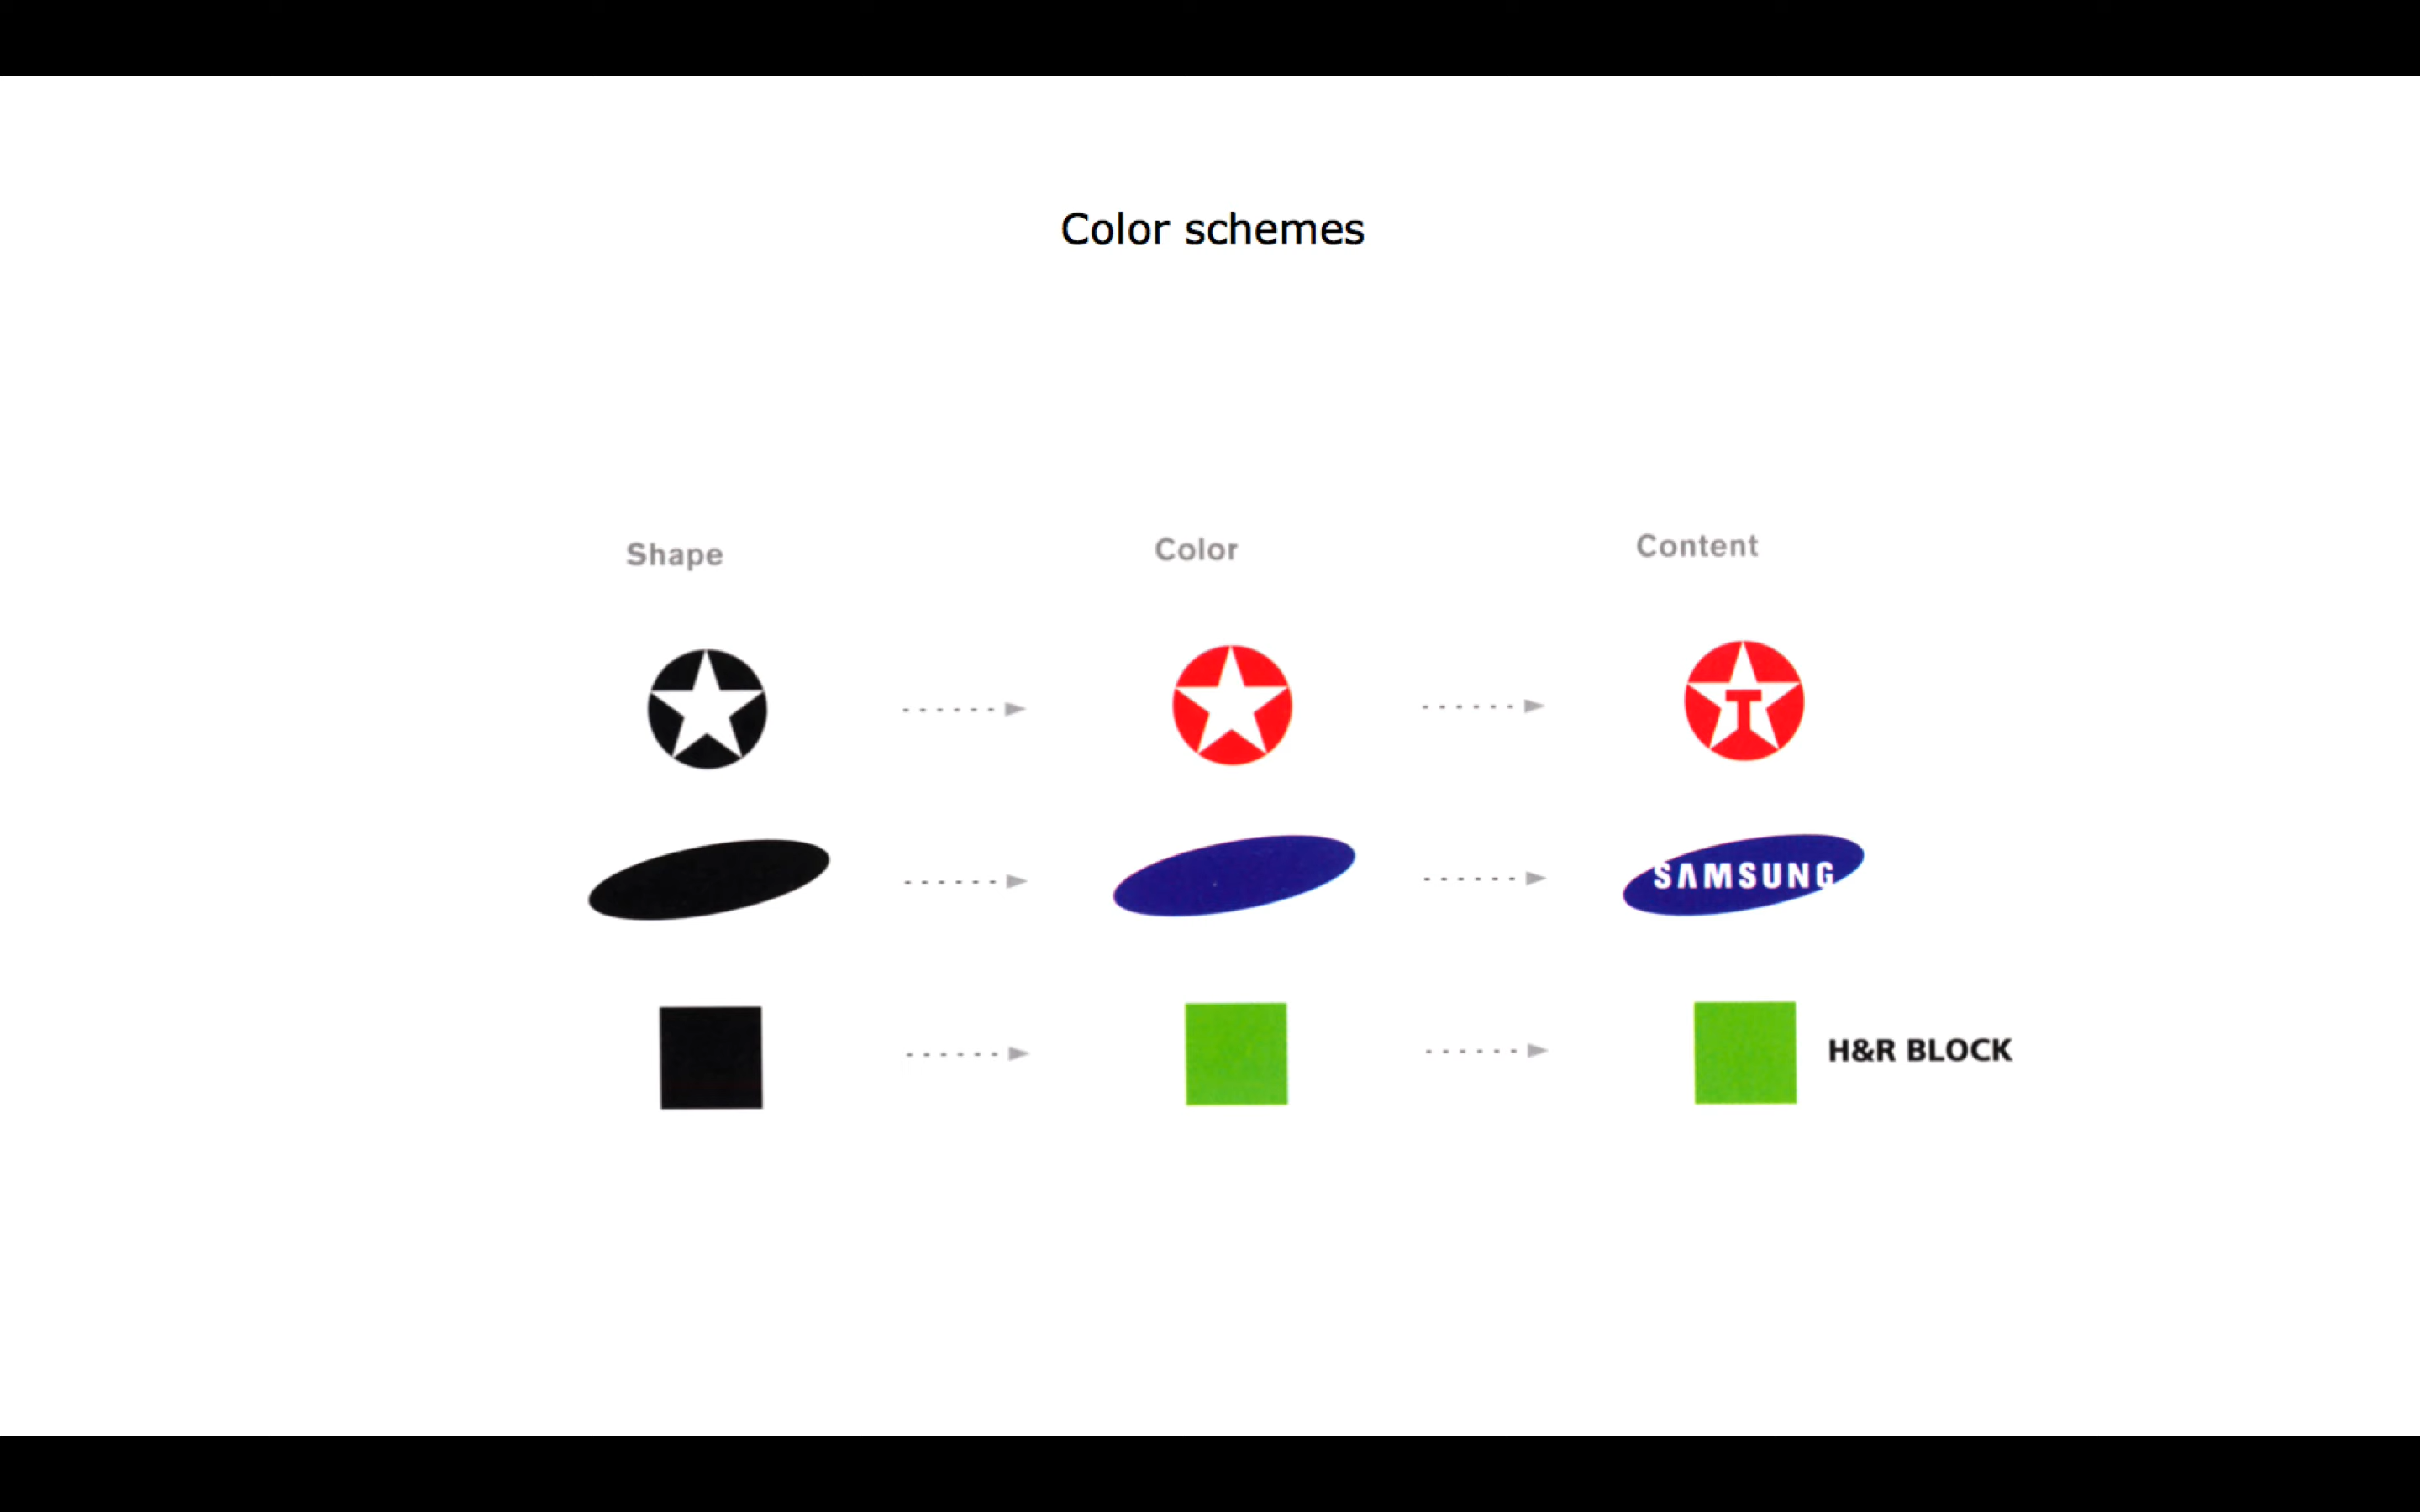 Color schemes
Shape
Color
Content
T
SAMSUNG
H&R BLOCK